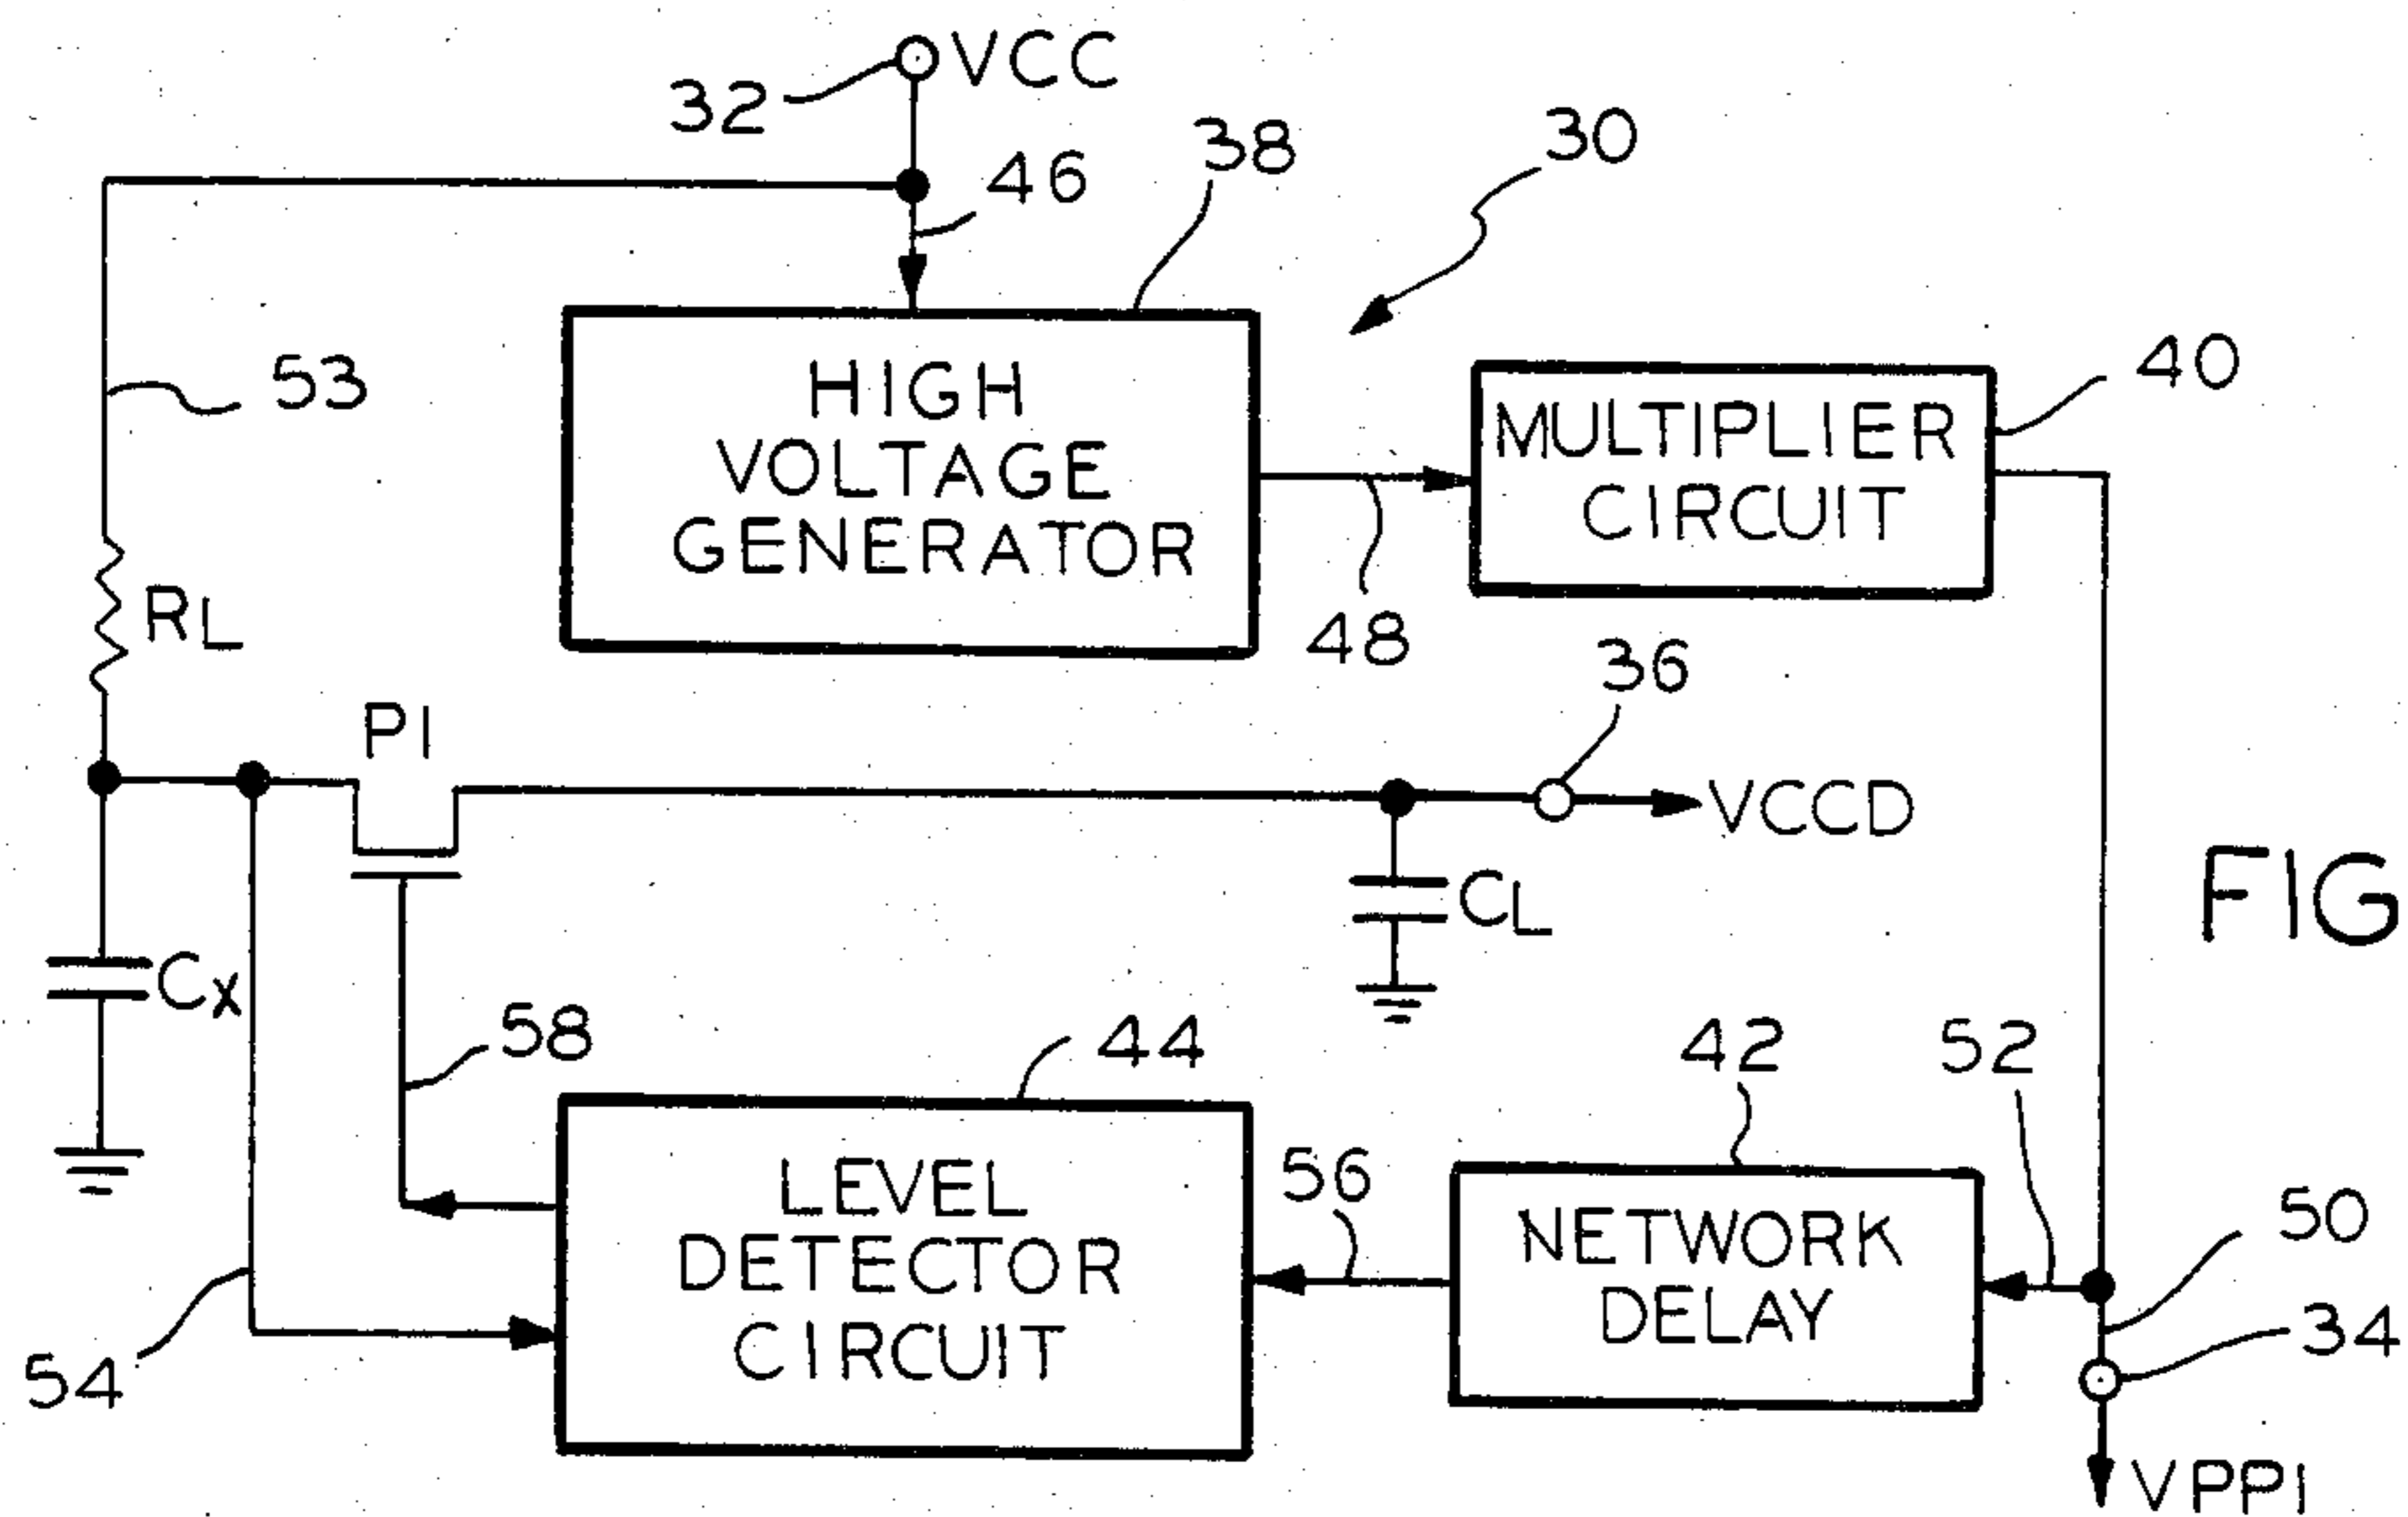 VCC
32
46
38
30
53
HIGH
VOLTAGE
GENERATOR
MULTIPLIER
CIRCUIT
40
48
RL
P1
36
VCCD
CL
FIG
Cx
58
44
42
52
LEVEL
DETECTOR
CIRCUIT
56
NETWORK
DELAY
50
34
54
VPPI